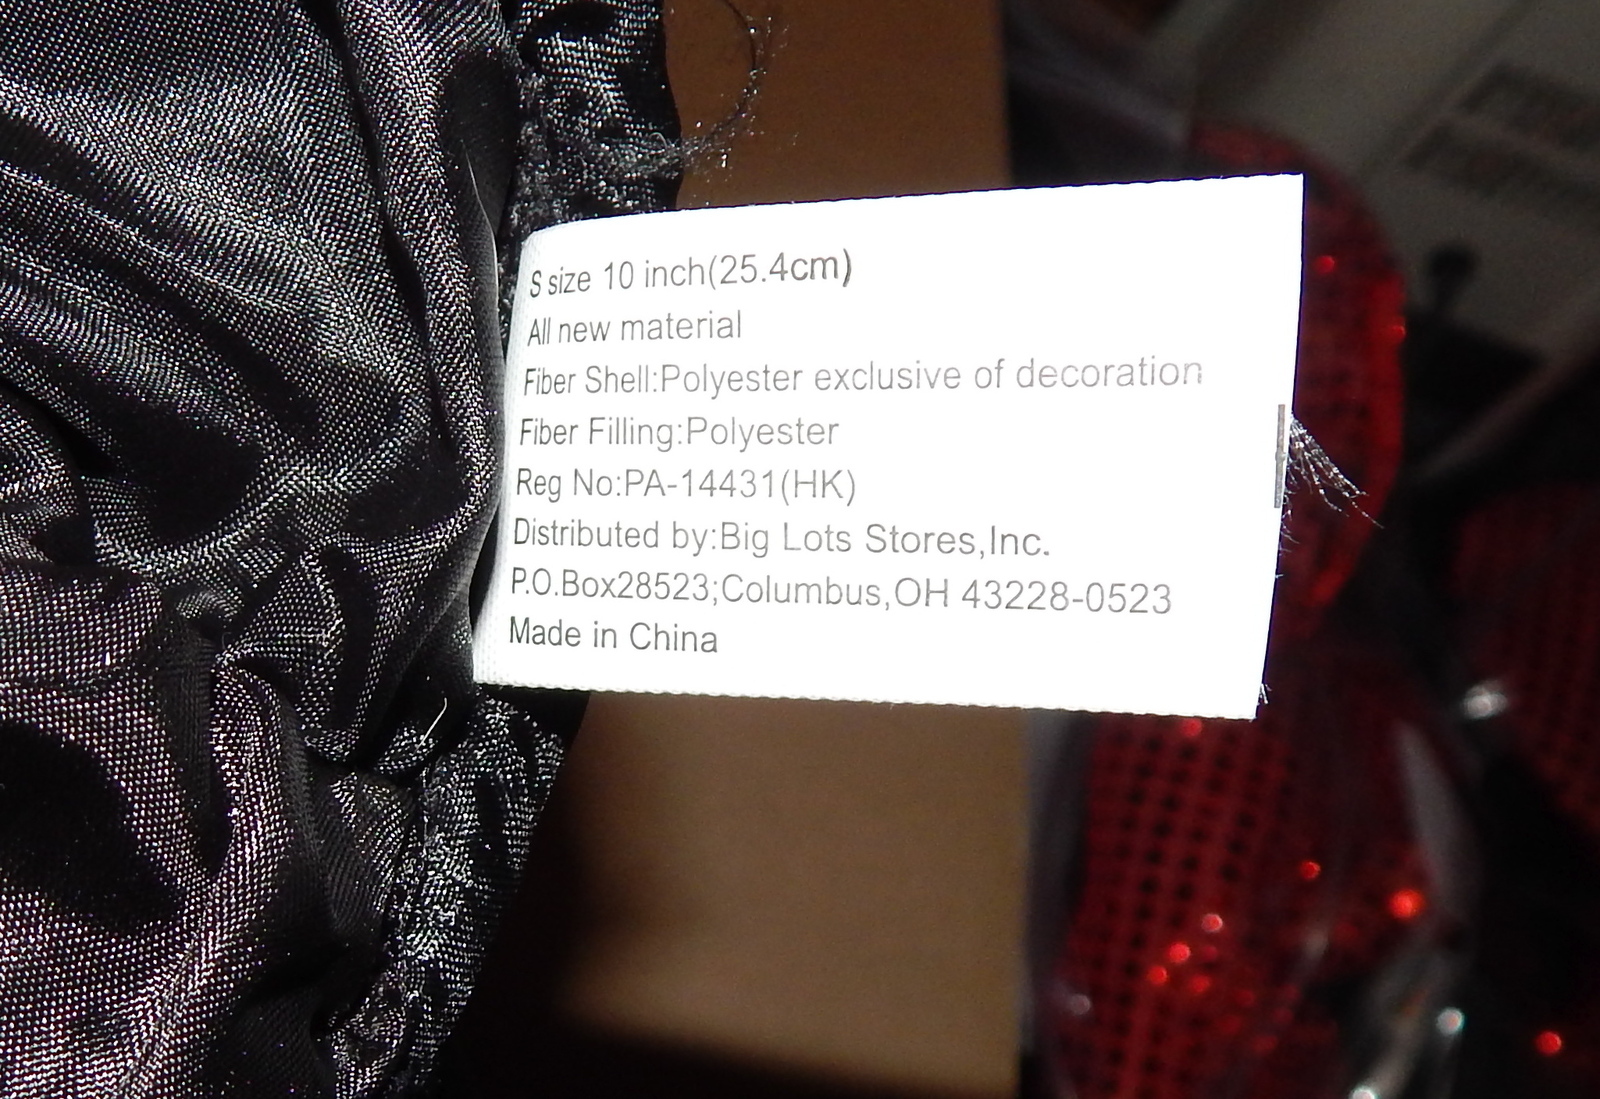 S size 10 inch(25.4cm)
All new material
Fiber Shell:Polyester exclusive of decoration
Fiber Filling:Polyester
Reg No:PA-14431(HK)
Distributed by:Big Lots Stores,Inc.
P.O.Box28523;Columbus,OH 43228-0523
Made in China